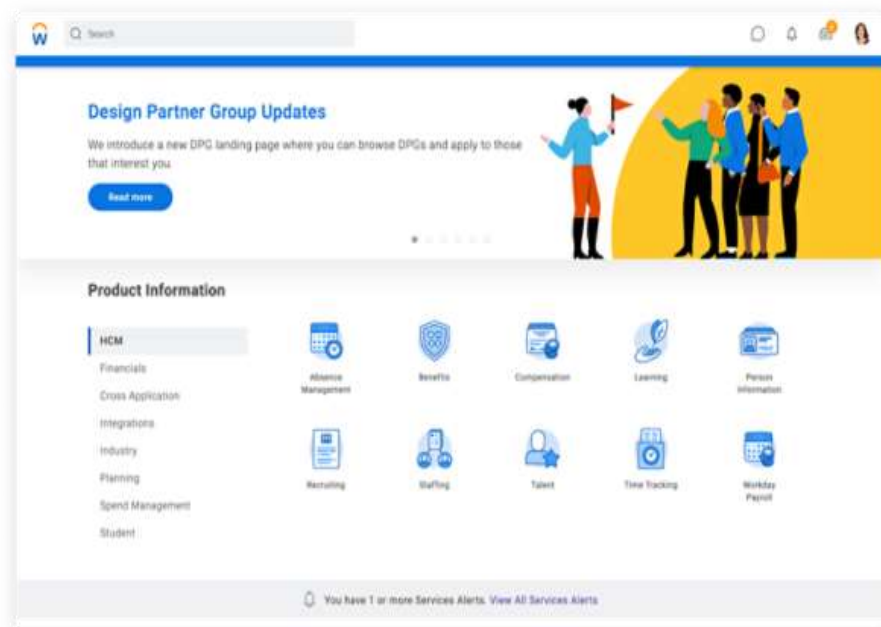 W
Search
Design Partner Group Updates
We introduce a new DPG landing page where you can browse DPGs and apply to those
that interest you
Read more
Product Information
HCM
Financials
Cross Application
Integrations
Industry
Planning
Spend Management
Student
Absence
Management
Benefits
Compensation
Learning
Person
Information
Recruiting
Staffing
Talent
Time Tracking
Workday
Payroll
You have 1 or more Services Alerts. View All Services Alerts